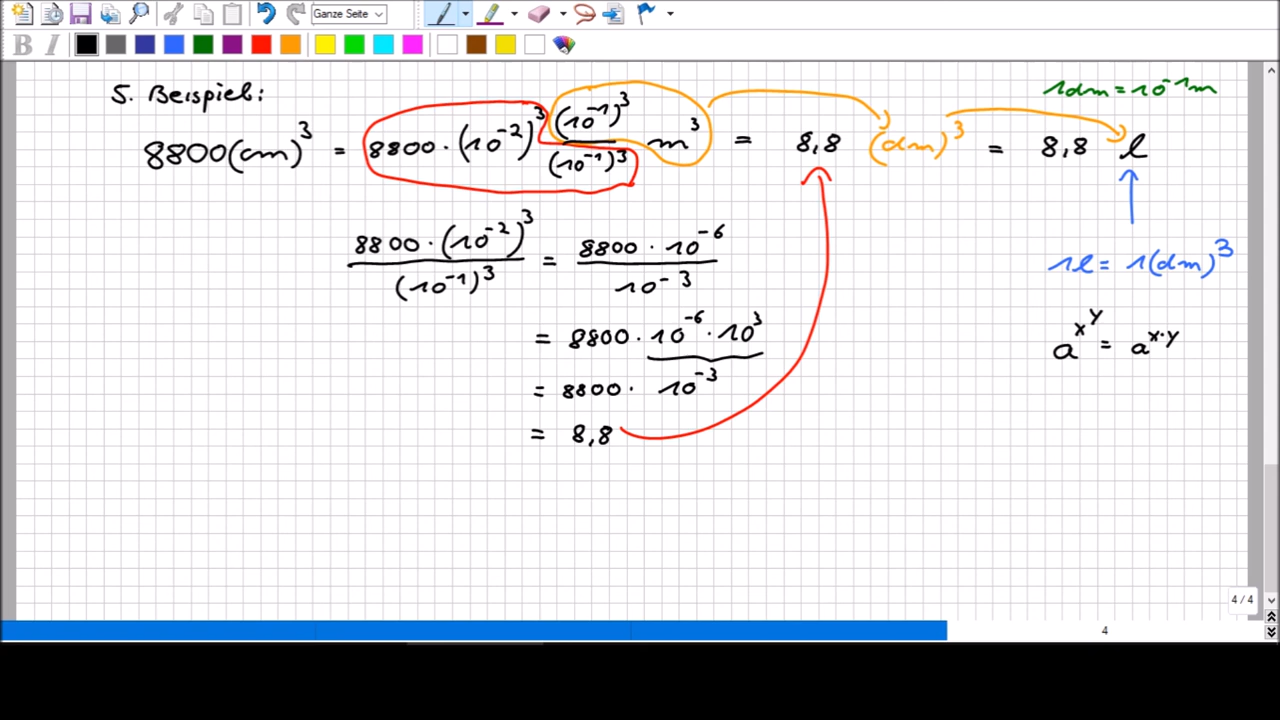 Ganze Seite
B I
5. Beispiel:
1dm = 10⁻¹m
8800(cm)³ = 8800 · (10⁻²)³ (10⁻¹)³/(10⁻¹)³ m³ = 8,8 (dm)³ = 8,8 l
8800 · (10⁻²)³/(10⁻¹)³ = 8800 · 10⁻⁶/10⁻³
1l = 1(dm)³
= 8800 · 10⁻⁶ · 10³
a^x^y = a^x·y
= 8800 · 10⁻³
= 8,8
4 / 4
4